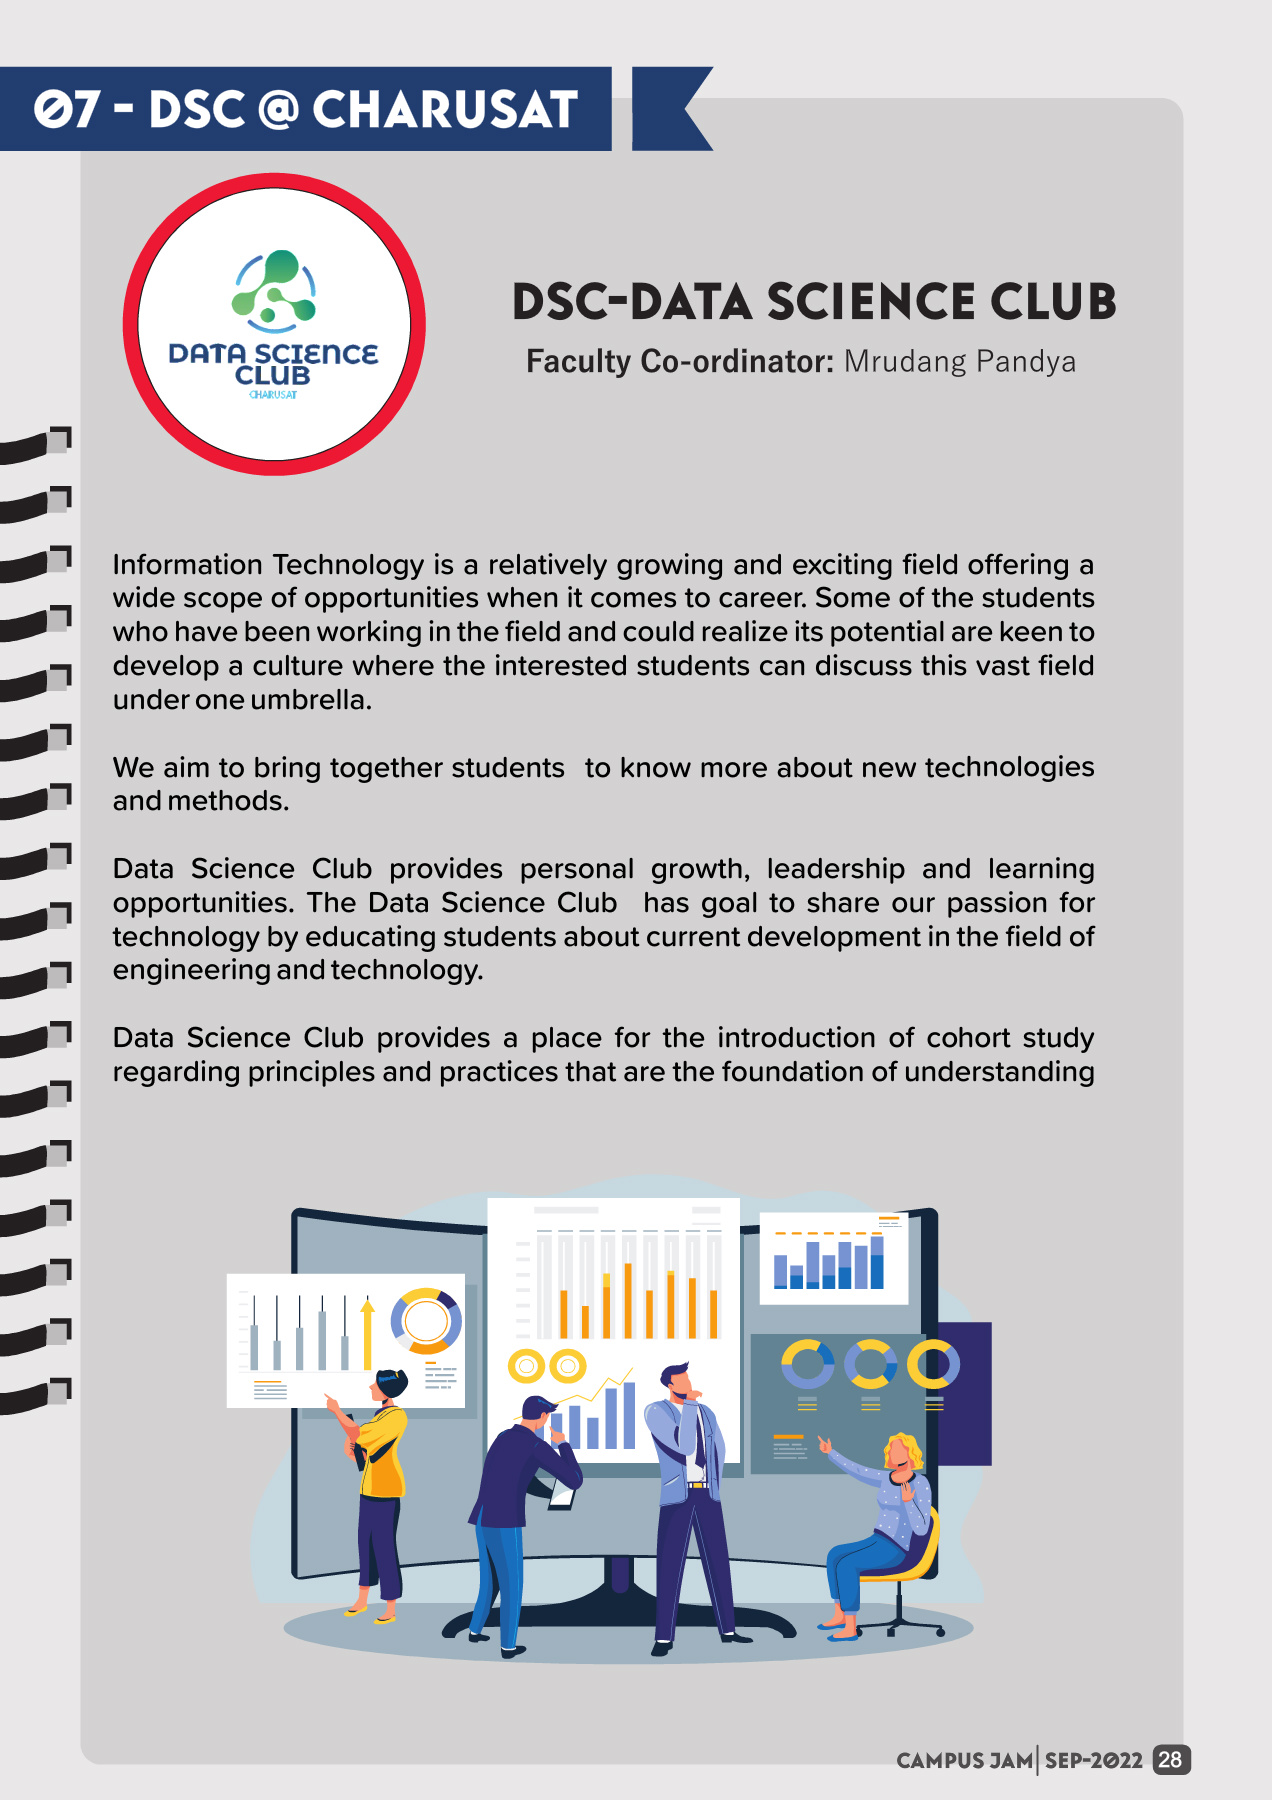 07 - DSC @ CHARUSAT
DATA SCIENCE
CLUB
CHARUSAT
DSC-DATA SCIENCE CLUB
Faculty Co-ordinator: Mrudang Pandya
Information Technology is a relatively growing and exciting field offering a
wide scope of opportunities when it comes to career. Some of the students
who have been working in the field and could realize its potential are keen to
develop a culture where the interested students can discuss this vast field
under one umbrella.
We aim to bring together students to know more about new technologies
and methods.
Data Science Club provides personal growth, leadership and learning
opportunities. The Data Science Club has goal to share our passion for
technology by educating students about current development in the field of
engineering and technology.
Data Science Club provides a place for the introduction of cohort study
regarding principles and practices that are the foundation of understanding
CAMPUS JAM| SEP-2022 28